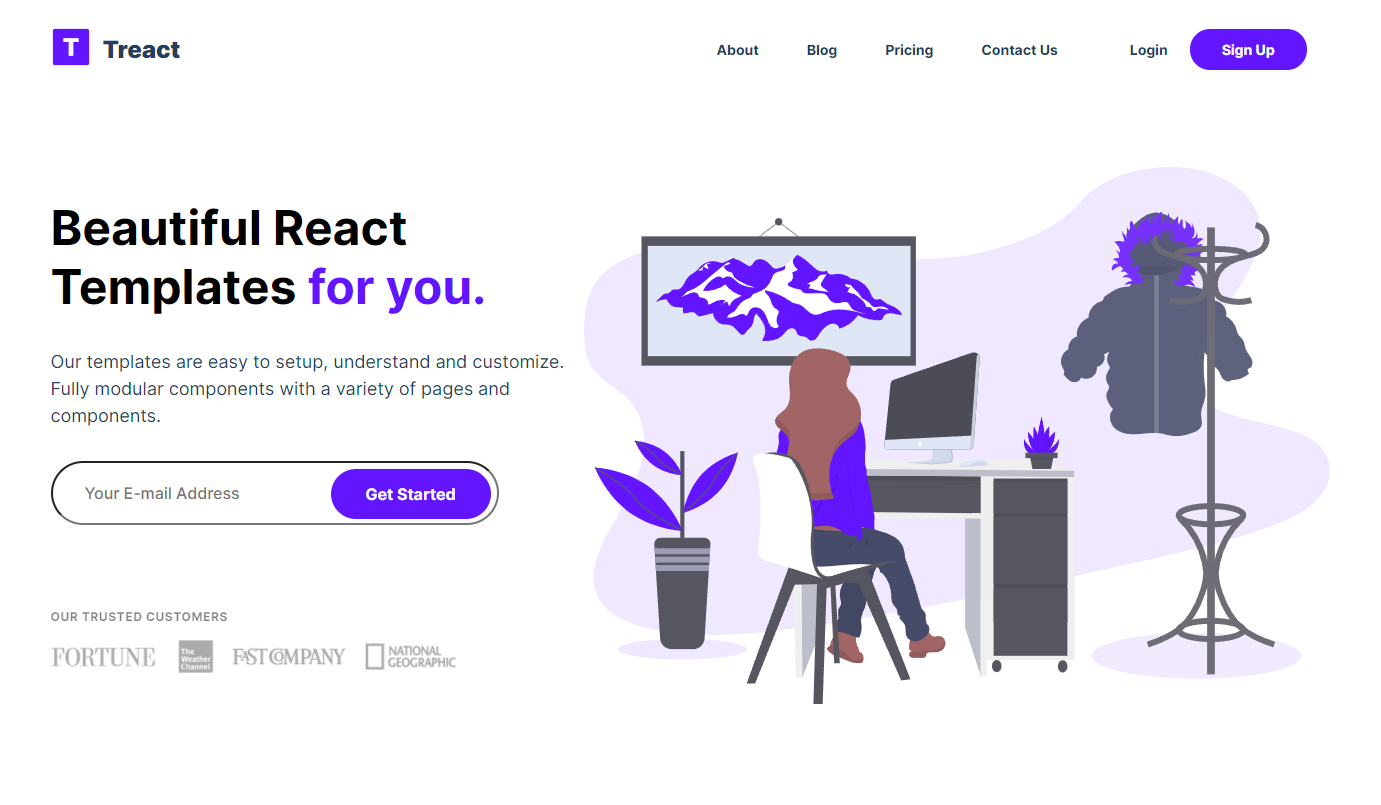 T Treact
About Blog Pricing Contact Us Login Sign Up
Beautiful React
Templates for you.
Our templates are easy to setup, understand and customize.
Fully modular components with a variety of pages and
components.
Your E-mail Address Get Started
OUR TRUSTED CUSTOMERS
FORTUNE
The
Weather
Channel
FAST COMPANY
NATIONAL
GEOGRAPHIC